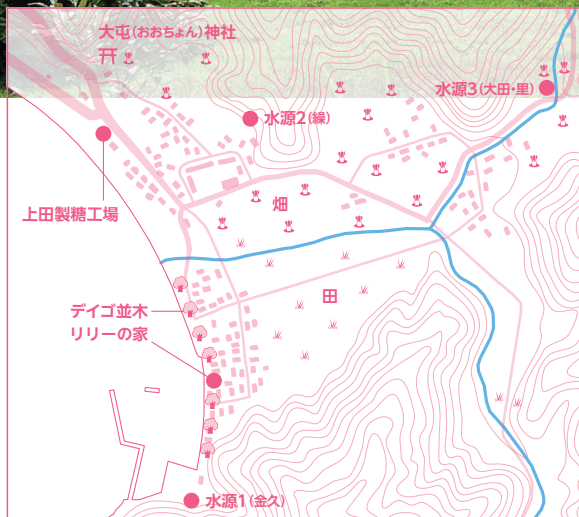 大屯(おおちょん)神社
水源3(大田・里)
水源2(繰)
上田製糖工場
畑
田
デイゴ並木
リリーの家
水源1(金久)